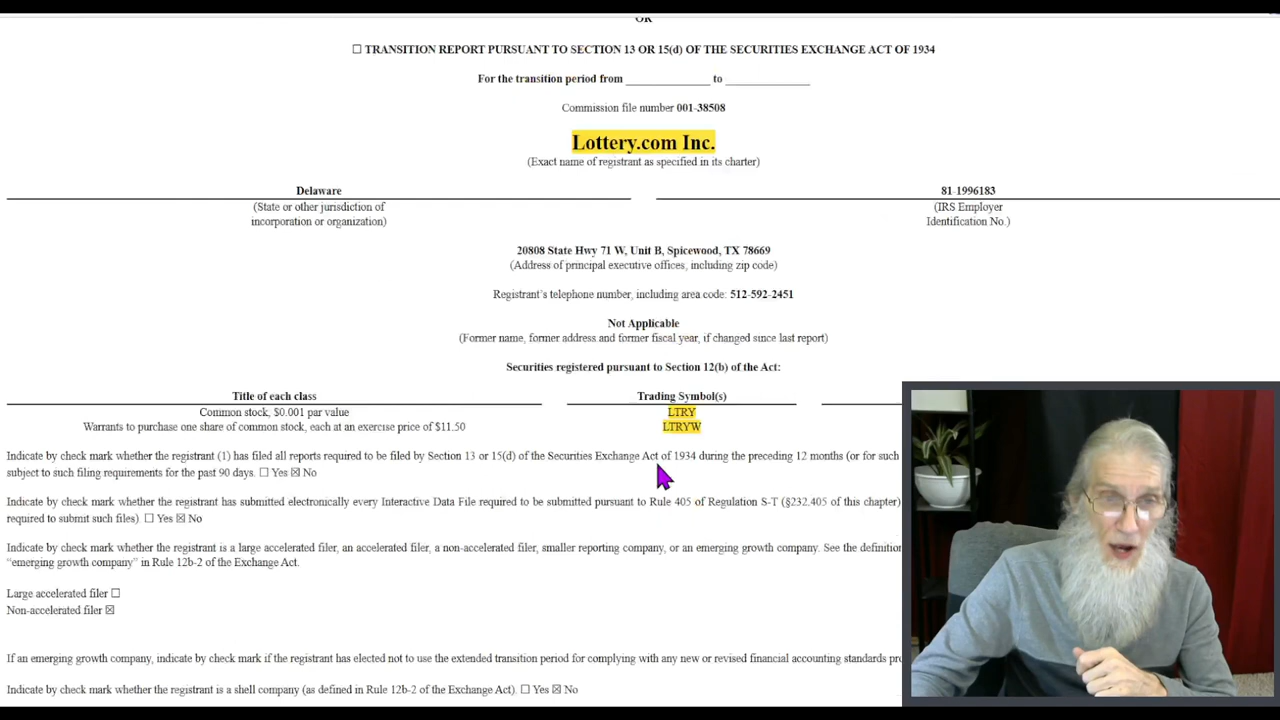 OR
☐ TRANSITION REPORT PURSUANT TO SECTION 13 OR 15(d) OF THE SECURITIES EXCHANGE ACT OF 1934
For the transition period from ____________ to ____________
Commission file number 001-38508
Lottery.com Inc.
(Exact name of registrant as specified in its charter)
Delaware 81-1996183
(State or other jurisdiction of (IRS Employer
incorporation or organization) Identification No.)
20808 State Hwy 71 W, Unit B, Spicewood, TX 78669
(Address of principal executive offices, including zip code)
Registrant's telephone number, including area code: 512-592-2451
Not Applicable
(Former name, former address and former fiscal year, if changed since last report)
Securities registered pursuant to Section 12(b) of the Act:
Title of each class Trading Symbol(s)
Common stock, $0.001 par value LTRY
Warrants to purchase one share of common stock, each at an exercise price of $11.50 LTRYW
Indicate by check mark whether the registrant (1) has filed all reports required to be filed by Section 13 or 15(d) of the Securities Exchange Act of 1934 during the preceding 12 months (or for such
subject to such filing requirements for the past 90 days. ☐ Yes ☒ No
Indicate by check mark whether the registrant has submitted electronically every Interactive Data File required to be submitted pursuant to Rule 405 of Regulation S-T (§232.405 of this chapter)
required to submit such files). ☐ Yes ☒ No
Indicate by check mark whether the registrant is a large accelerated filer, an accelerated filer, a non-accelerated filer, smaller reporting company, or an emerging growth company. See the definition
“emerging growth company” in Rule 12b-2 of the Exchange Act.
Large accelerated filer ☐
Non-accelerated filer ☒
If an emerging growth company, indicate by check mark if the registrant has elected not to use the extended transition period for complying with any new or revised financial accounting standards
Indicate by check mark whether the registrant is a shell company (as defined in Rule 12b-2 of the Exchange Act). ☐ Yes ☒ No